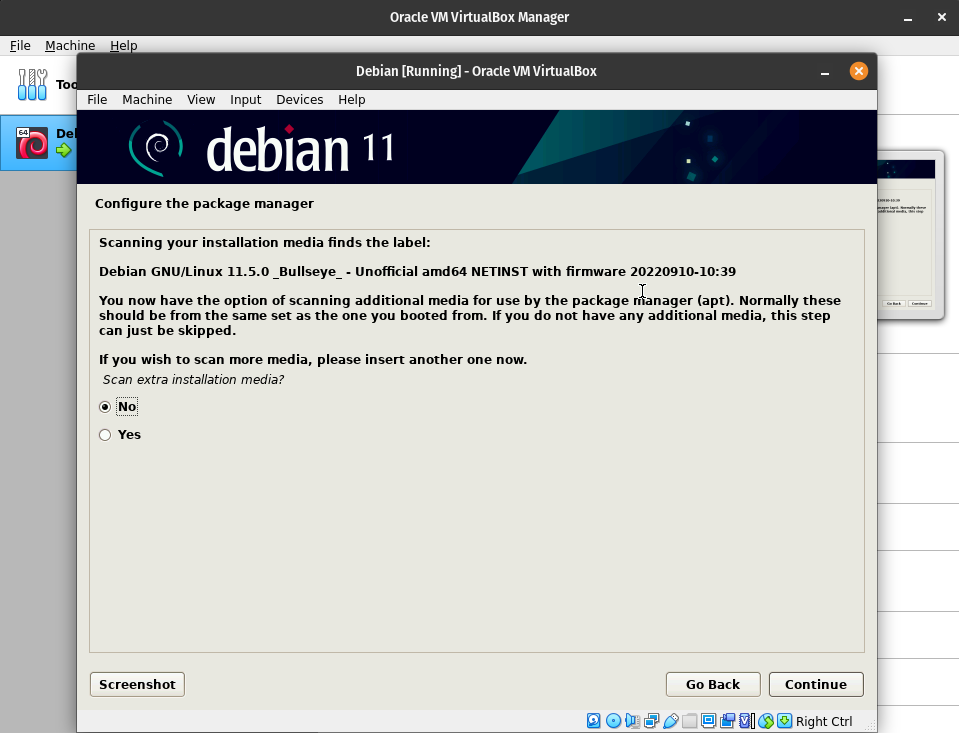 Oracle VM VirtualBox Manager
File Machine Help
Debian [Running] - Oracle VM VirtualBox
File Machine View Input Devices Help
64
debian 11
Configure the package manager
Scanning your installation media finds the label:
Debian GNU/Linux 11.5.0 _Bullseye_ - Unofficial amd64 NETINST with firmware 20220910-10:39
You now have the option of scanning additional media for use by the package manager (apt). Normally these
should be from the same set as the one you booted from. If you do not have any additional media, this step
can just be skipped.
If you wish to scan more media, please insert another one now.
Scan extra installation media?
No
Yes
Screenshot
Go Back
Continue
Right Ctrl